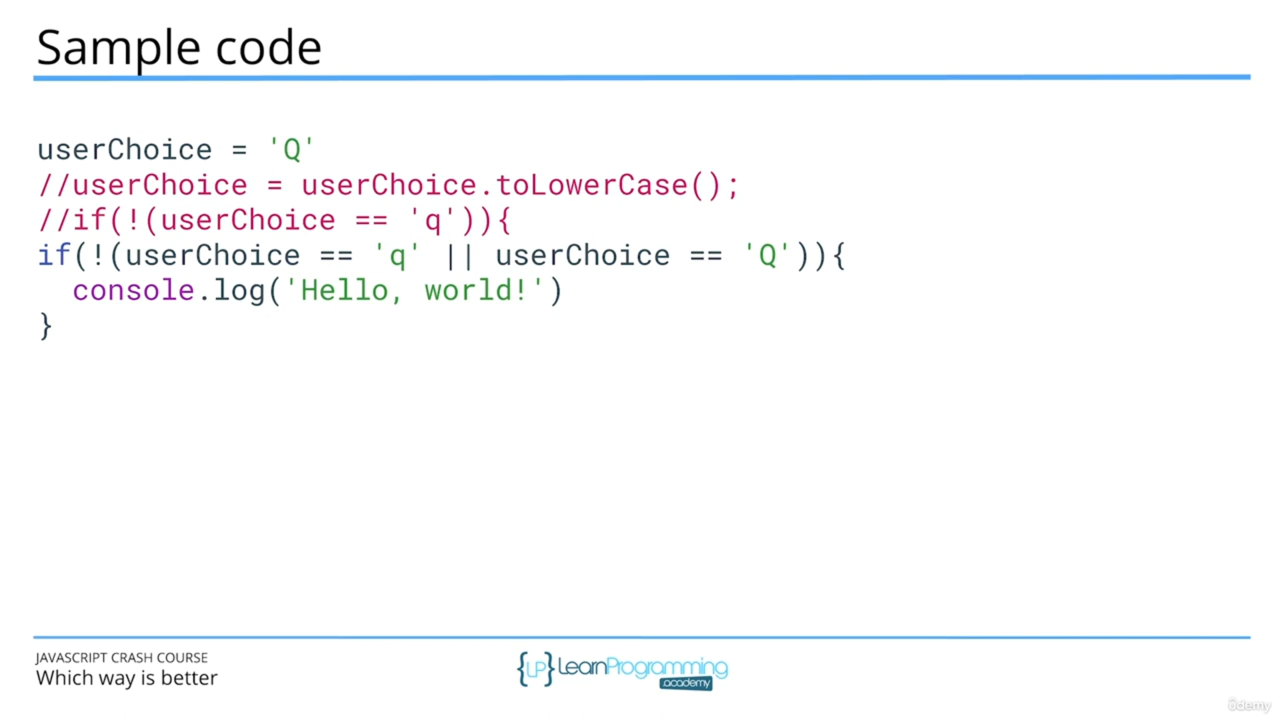 Sample code
userChoice = 'Q'
//userChoice = userChoice.toLowerCase();
//if(!(userChoice == 'q')){
if(!(userChoice == 'q' || userChoice == 'Q')){
  console.log('Hello, world!')
}
JAVASCRIPT CRASH COURSE
Which way is better
{LP} LearnProgramming
academy
ûdemy